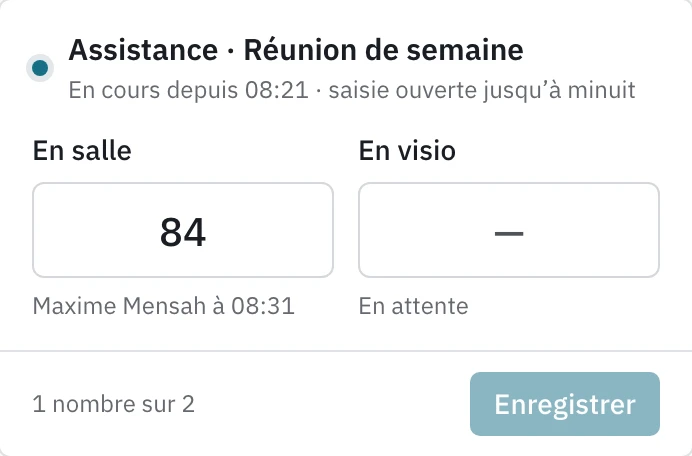 Assistance · Réunion de semaine
En cours depuis 08:21 · saisie ouverte jusqu’à minuit
En salle
En visio
84
—
Maxime Mensah à 08:31
En attente
1 nombre sur 2
Enregistrer